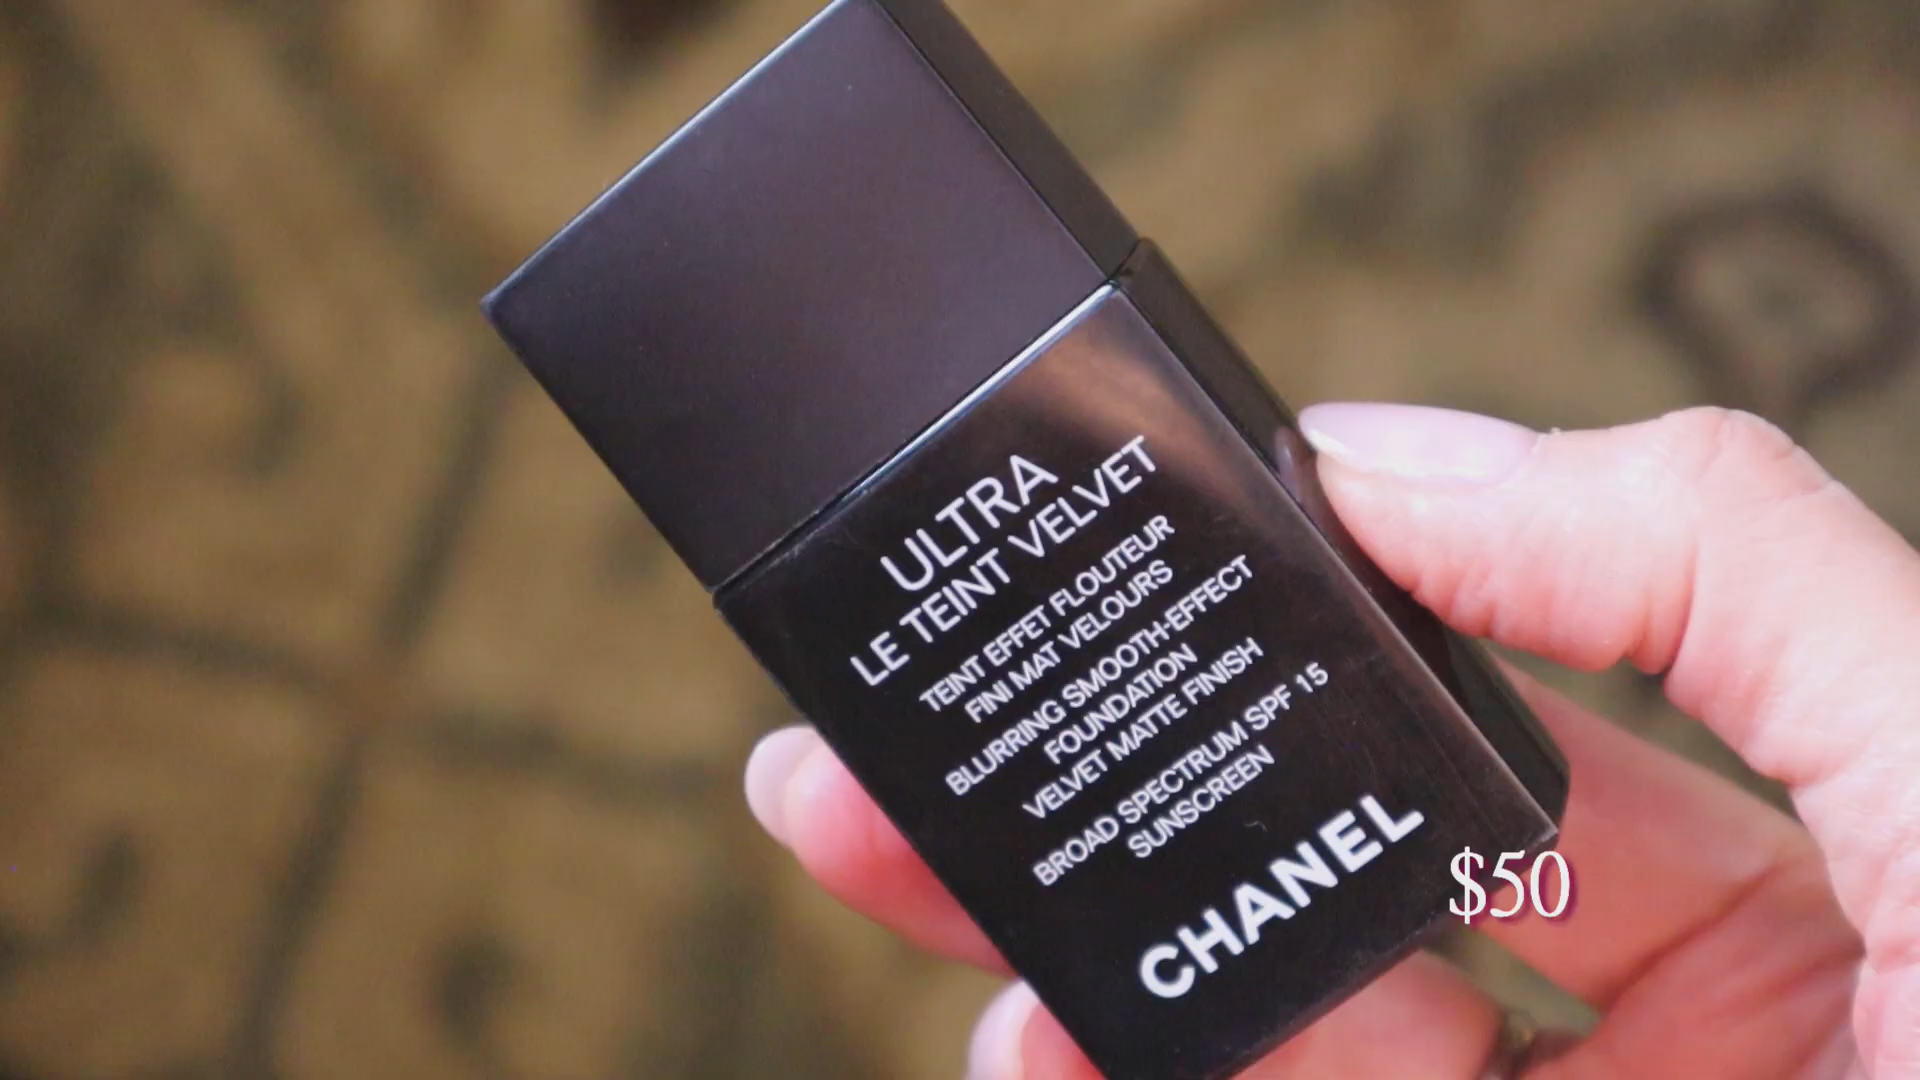 ULTRA
LE TEINT VELVET
TEINT EFFET FLOUTEUR
FINI MAT VELOURS
BLURRING SMOOTH-EFFECT
FOUNDATION
VELVET MATTE FINISH
BROAD SPECTRUM SPF 15
SUNSCREEN
CHANEL
$50